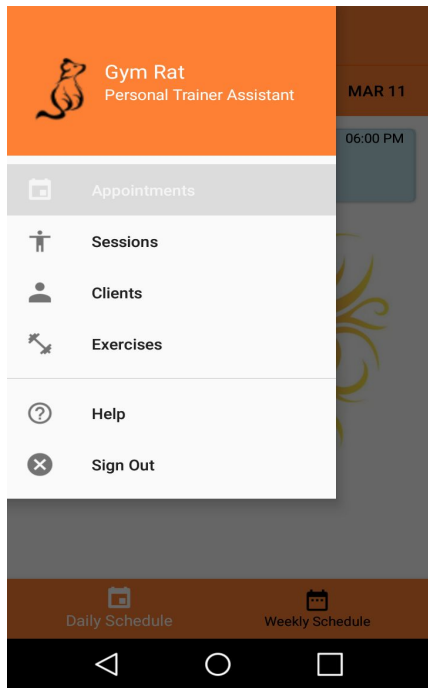 Gym Rat
Personal Trainer Assistant
MAR 11
06:00 PM
Appointments
Sessions
Clients
Exercises
Help
Sign Out
Daily Schedule
Weekly Schedule